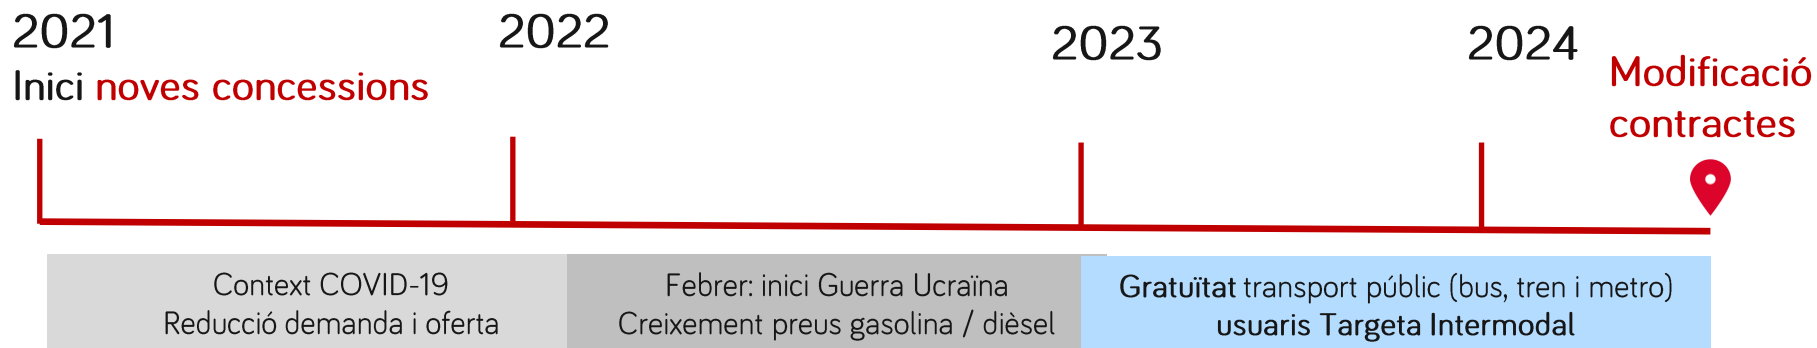 2021
Inici noves concessions
2022
2023
2024
Modificació
contractes
Context COVID-19
Reducció demanda i oferta
Febrer: inici Guerra Ucraïna
Creixement preus gasolina / dièsel
Gratuïtat transport públic (bus, tren i metro)
usuaris Targeta Intermodal